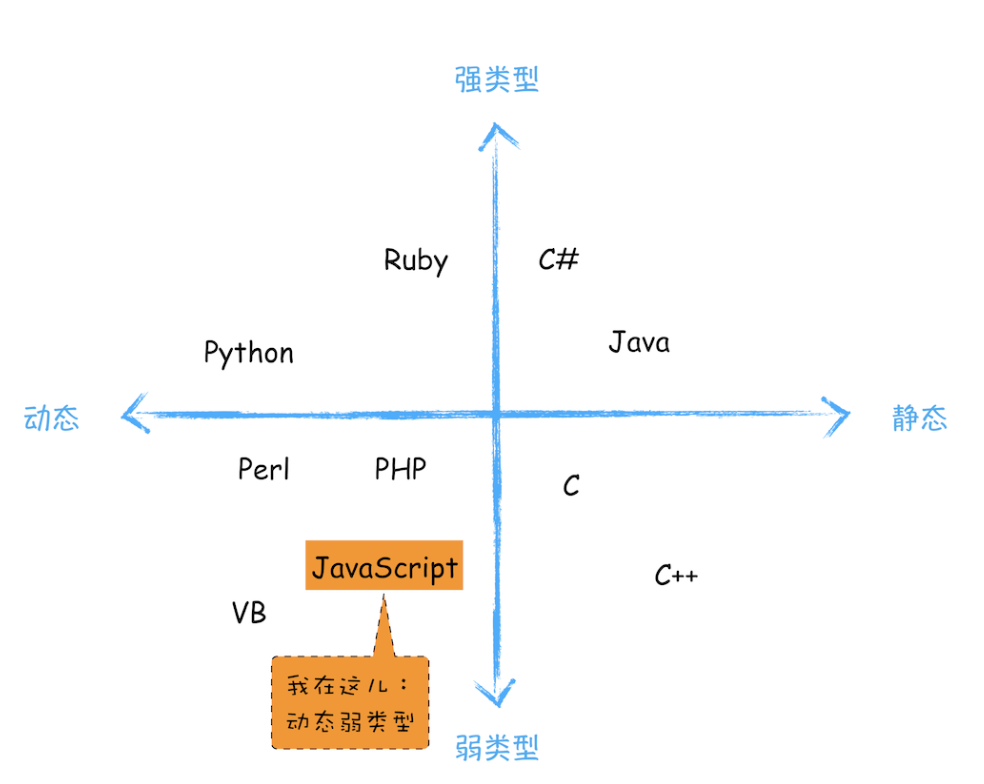 强类型
Ruby
C#
Java
Python
动态
静态
Perl
PHP
C
JavaScript
C++
VB
我在这儿：
动态弱类型
弱类型